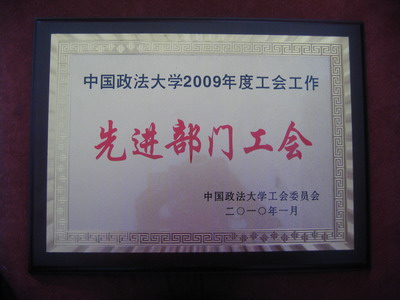 中国政法大学2009年度工会工作
先进部门工会
中国政法大学工会委员会
二〇一〇年一月